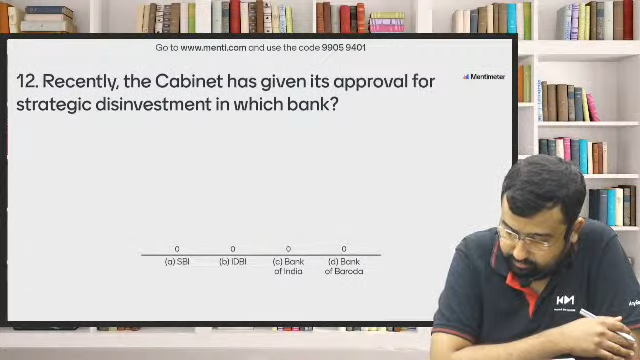 Go to www.menti.com and use the code 9905 9401
12. Recently, the Cabinet has given its approval for
strategic disinvestment in which bank?
Mentimeter
0 0 0 0
(a) SBI (b) IDBI (c) Bank of India (d) Bank of Baroda